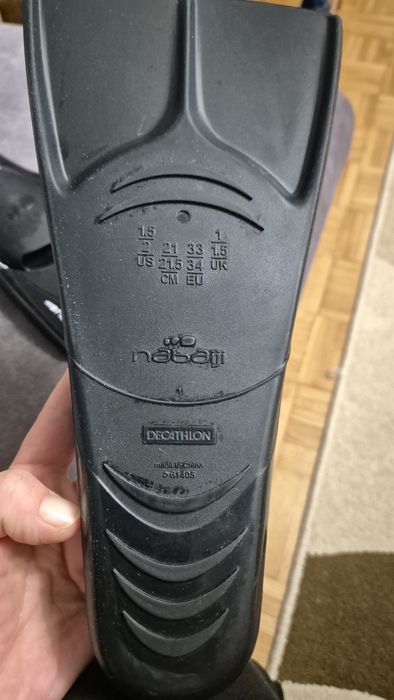 1.5
2
US
21
21.5
CM
33
34
EU
1
1.5
UK
nabaiji
DECATHLON
made in China
61405